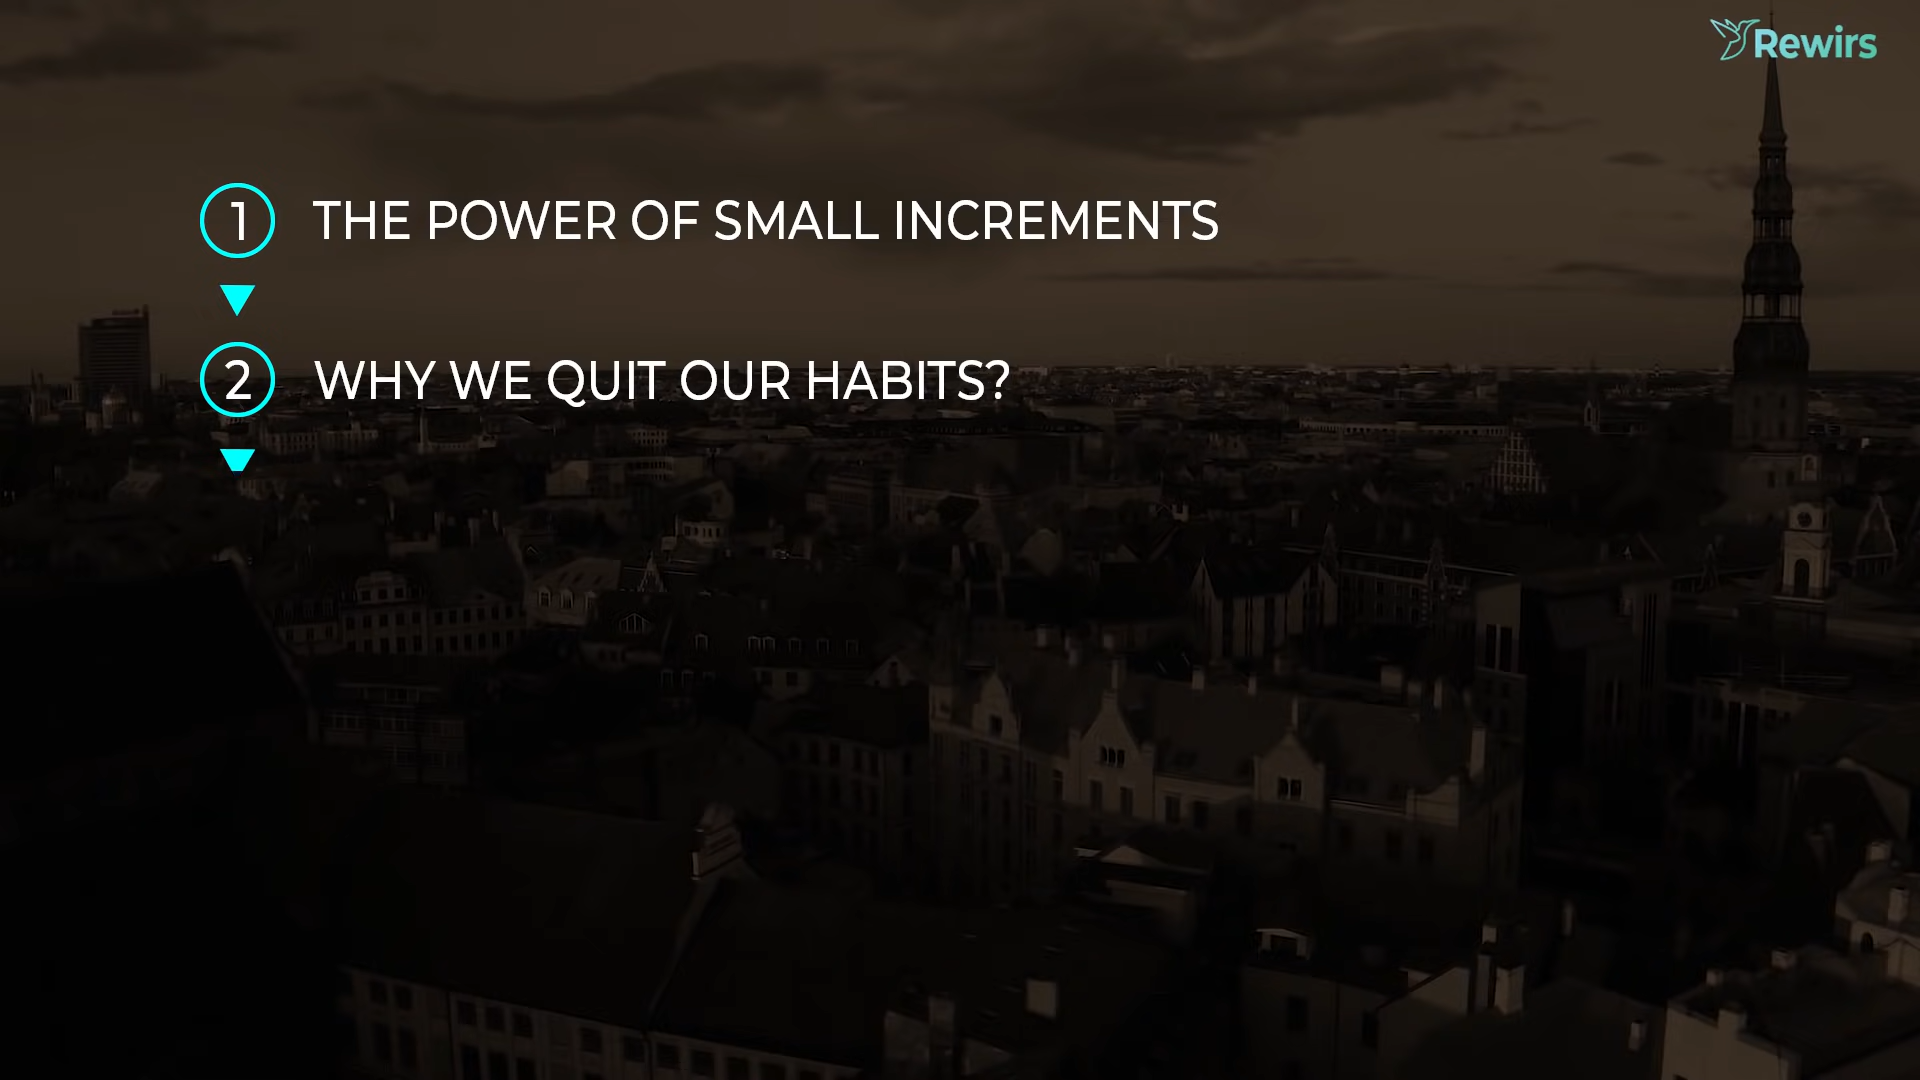 Rewirs
1 THE POWER OF SMALL INCREMENTS
2 WHY WE QUIT OUR HABITS?